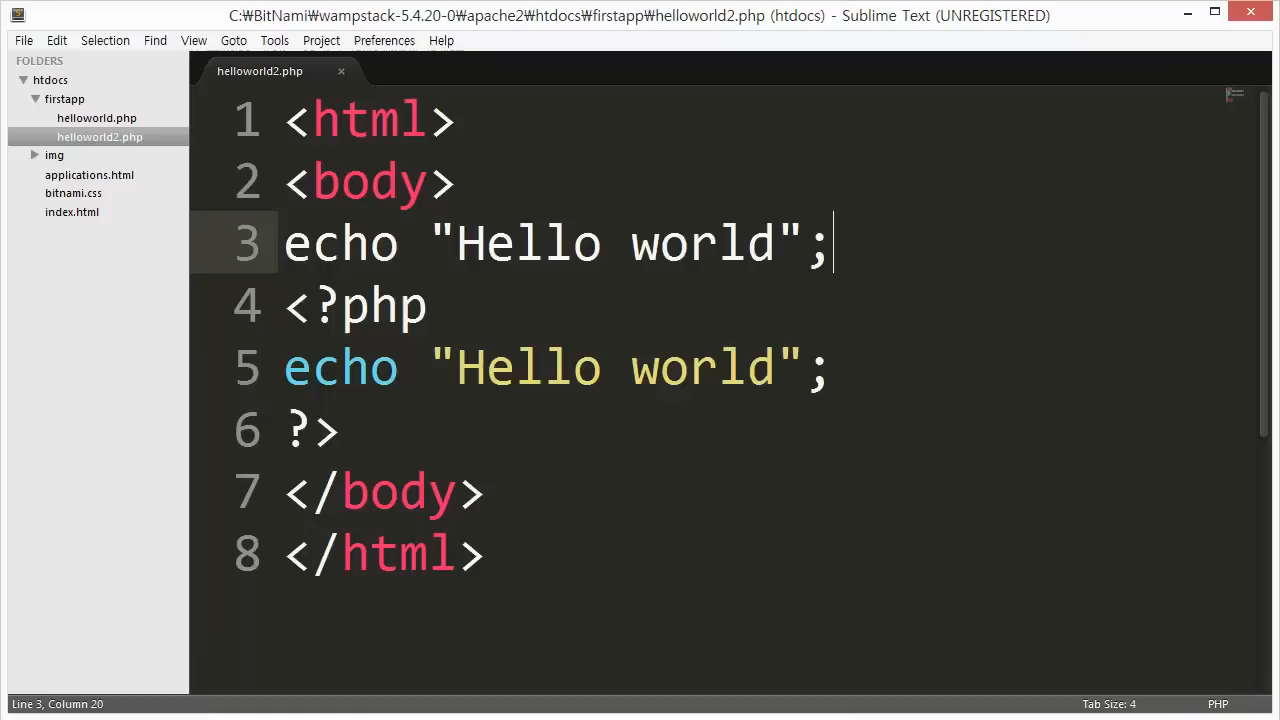 C:₩BitNami₩wampstack-5.4.20-0₩apache2₩htdocs₩firstapp₩helloworld2.php (htdocs) - Sublime Text (UNREGISTERED)
File Edit Selection Find View Goto Tools Project Preferences Help
FOLDERS
htdocs
firstapp
helloworld.php
helloworld2.php
img
applications.html
bitnami.css
index.html
helloworld2.php ×
1 <html>
2 <body>
3 echo "Hello world";
4 <?php
5 echo "Hello world";
6 ?>
7 </body>
8 </html>
Line 3, Column 20 Tab Size: 4 PHP